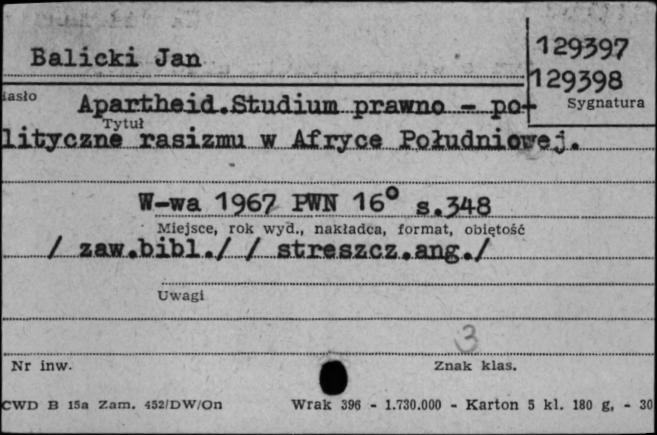 Balicki Jan
129397
129398
iasło
Sygnatura
Apartheid.Studium prawno - po-
Tytuł
lityczne rasizmu w Afryce Południowej.
W-wa 1967 PWN 16° s.348
Miejsce, rok wyd., nakładca, format, objętość
/ zaw.bibl./ / streszcz.ang./
Uwagi
3
Nr inw.
Znak klas.
CWD B 15a Zam. 452/DW/On
Wrak 396 - 1.730.000 - Karton 5 kl. 180 g, - 30